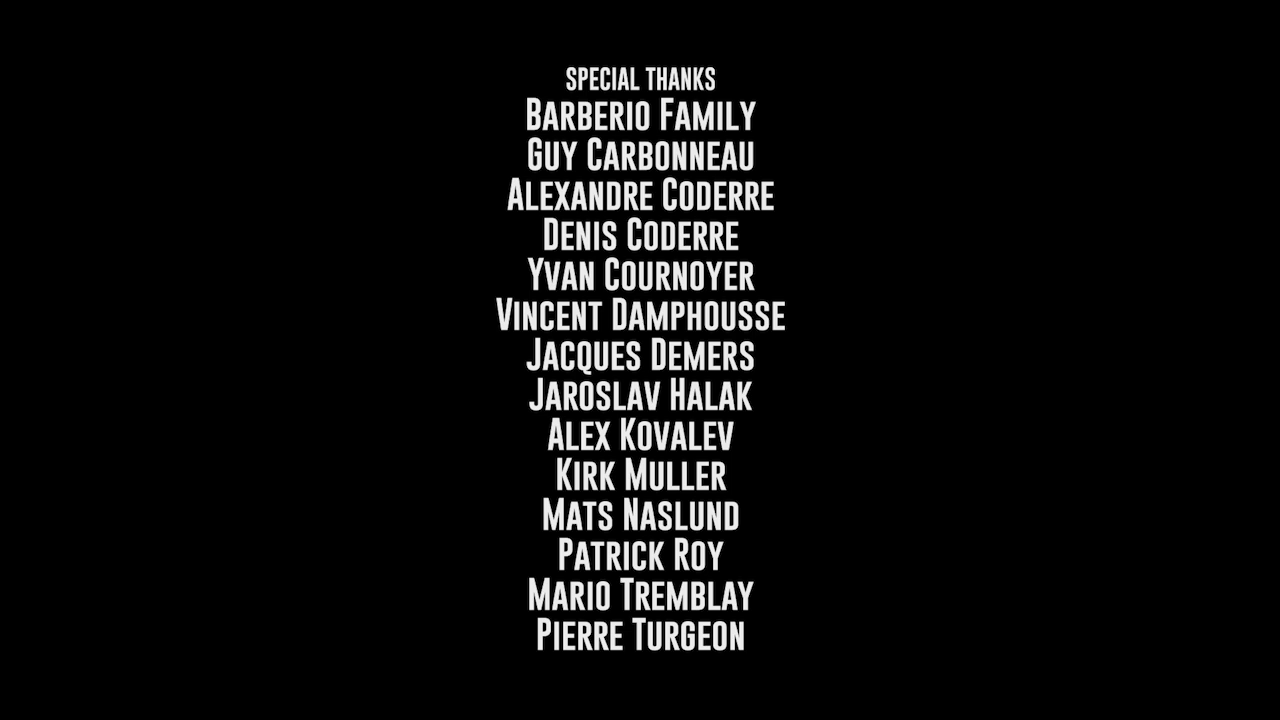 SPECIAL THANKS
BARBERIO FAMILY
GUY CARBONNEAU
ALEXANDRE CODERRE
DENIS CODERRE
YVAN COURNOYER
VINCENT DAMPHOUSSE
JACQUES DEMERS
JAROSLAV HALAK
ALEX KOVALEV
KIRK MULLER
MATS NASLUND
PATRICK ROY
MARIO TREMBLAY
PIERRE TURGEON